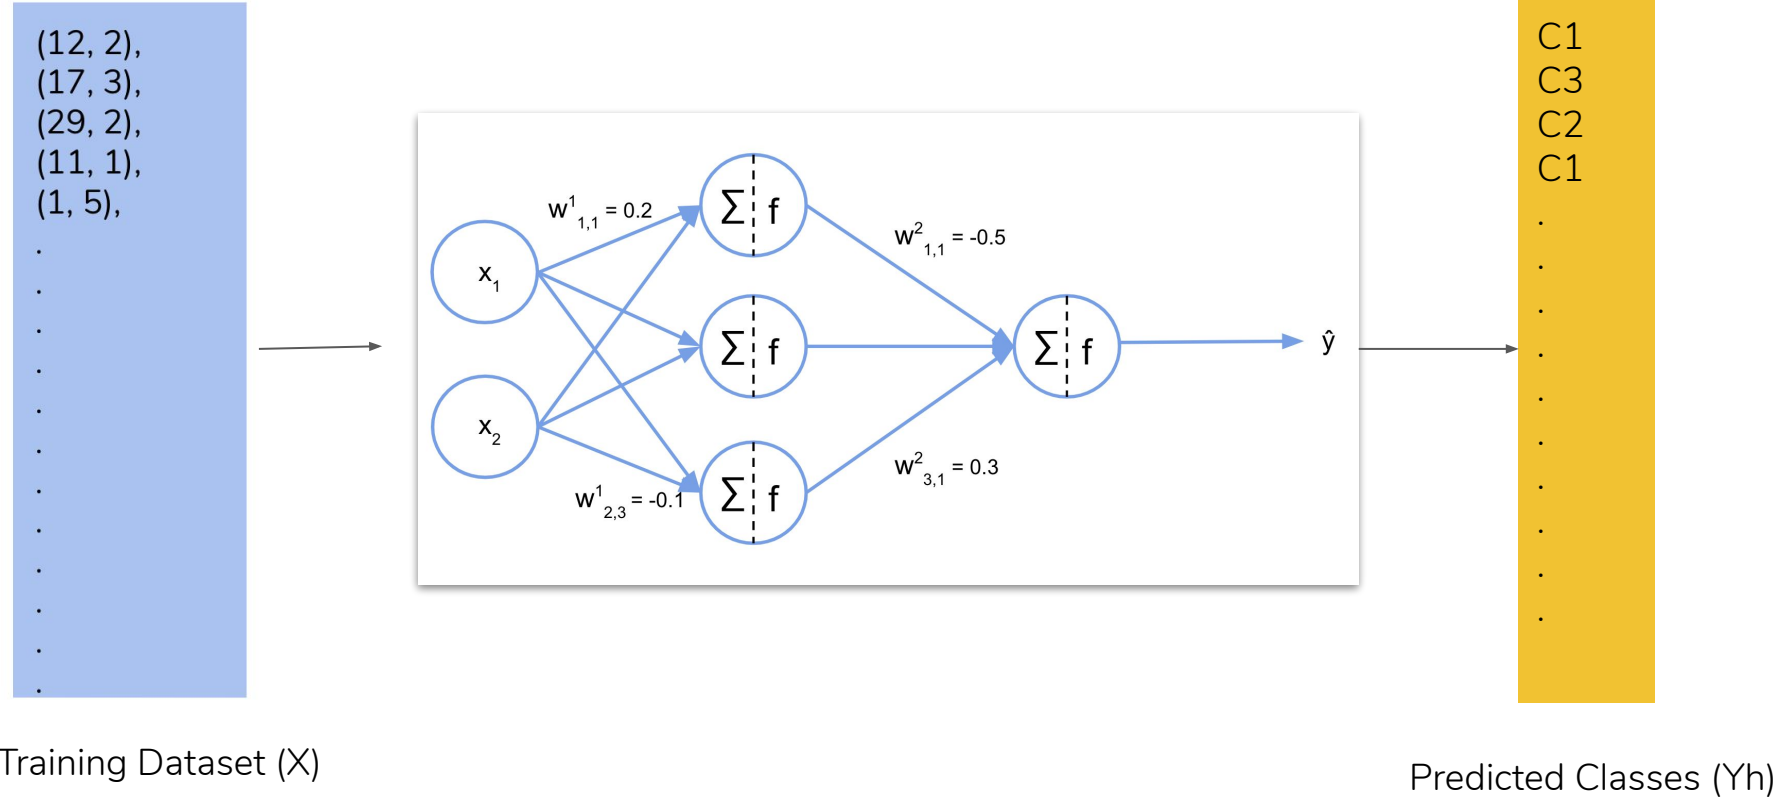 (12, 2),
(17, 3),
(29, 2),
(11, 1),
(1, 5),
.
.
.
.
.
.
.
.
.
.
.
.
Training Dataset (X)
x1
x2
w1 1,1 = 0.2
w1 2,3 = -0.1
Σ f
Σ f
Σ f
w2 1,1 = -0.5
w2 3,1 = 0.3
Σ f
ŷ
C1
C3
C2
C1
.
.
.
.
.
.
.
.
.
.
Predicted Classes (Yh)